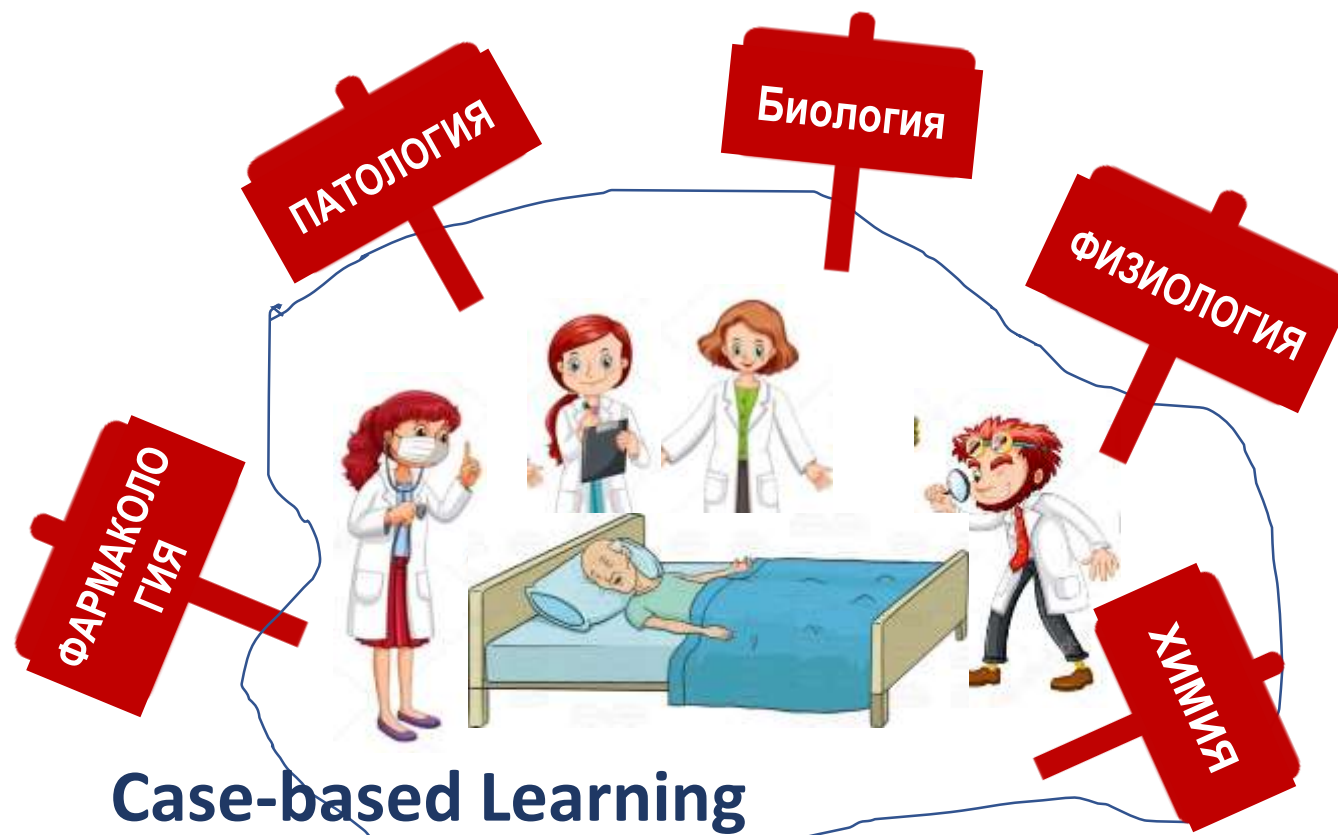 ПАТОЛОГИЯ
Биология
ФИЗИОЛОГИЯ
ФАРМАКОЛО
ГИЯ
ХИМИЯ
Case-based Learning